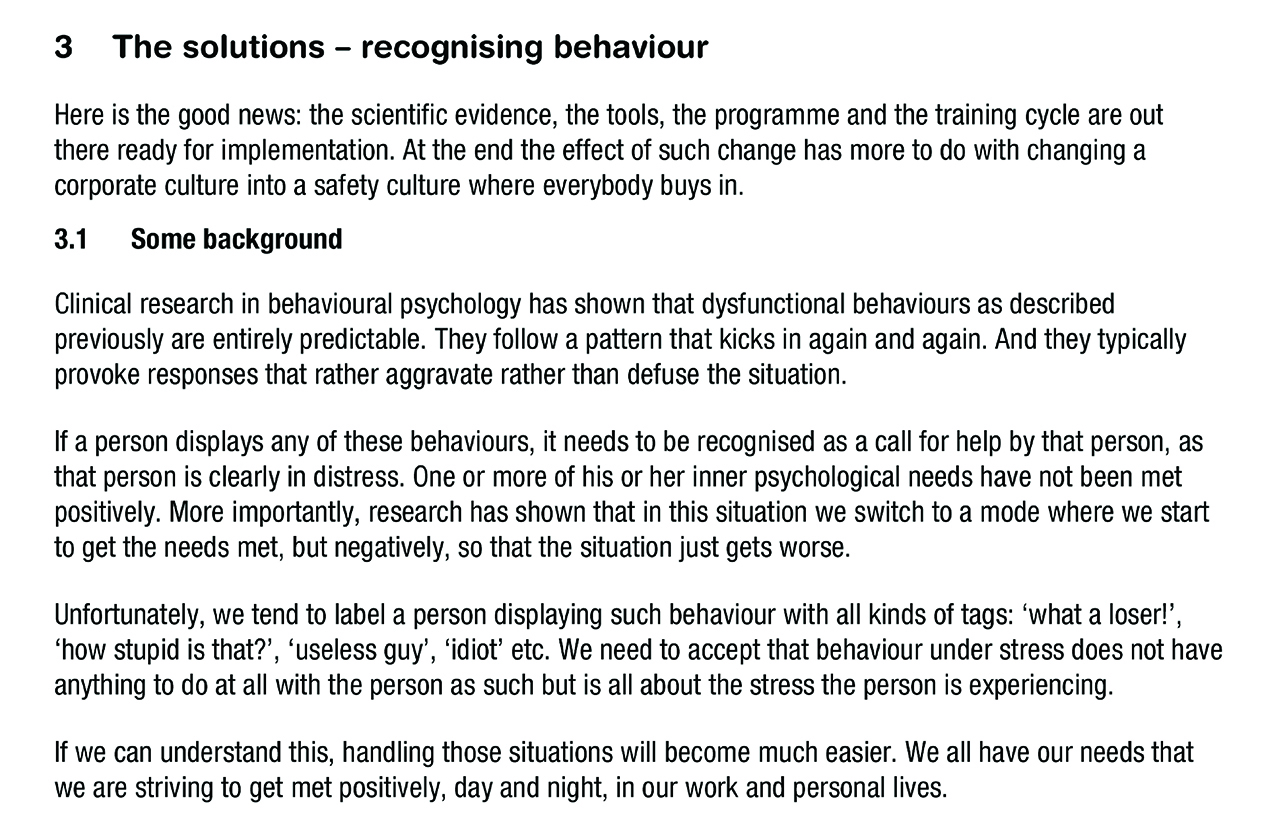 3 The solutions – recognising behaviour
Here is the good news: the scientific evidence, the tools, the programme and the training cycle are out
there ready for implementation. At the end the effect of such change has more to do with changing a
corporate culture into a safety culture where everybody buys in.
3.1 Some background
Clinical research in behavioural psychology has shown that dysfunctional behaviours as described
previously are entirely predictable. They follow a pattern that kicks in again and again. And they typically
provoke responses that rather aggravate rather than defuse the situation.
If a person displays any of these behaviours, it needs to be recognised as a call for help by that person, as
that person is clearly in distress. One or more of his or her inner psychological needs have not been met
positively. More importantly, research has shown that in this situation we switch to a mode where we start
to get the needs met, but negatively, so that the situation just gets worse.
Unfortunately, we tend to label a person displaying such behaviour with all kinds of tags: ‘what a loser!’,
‘how stupid is that?’, ‘useless guy’, ‘idiot’ etc. We need to accept that behaviour under stress does not have
anything to do at all with the person as such but is all about the stress the person is experiencing.
If we can understand this, handling those situations will become much easier. We all have our needs that
we are striving to get met positively, day and night, in our work and personal lives.